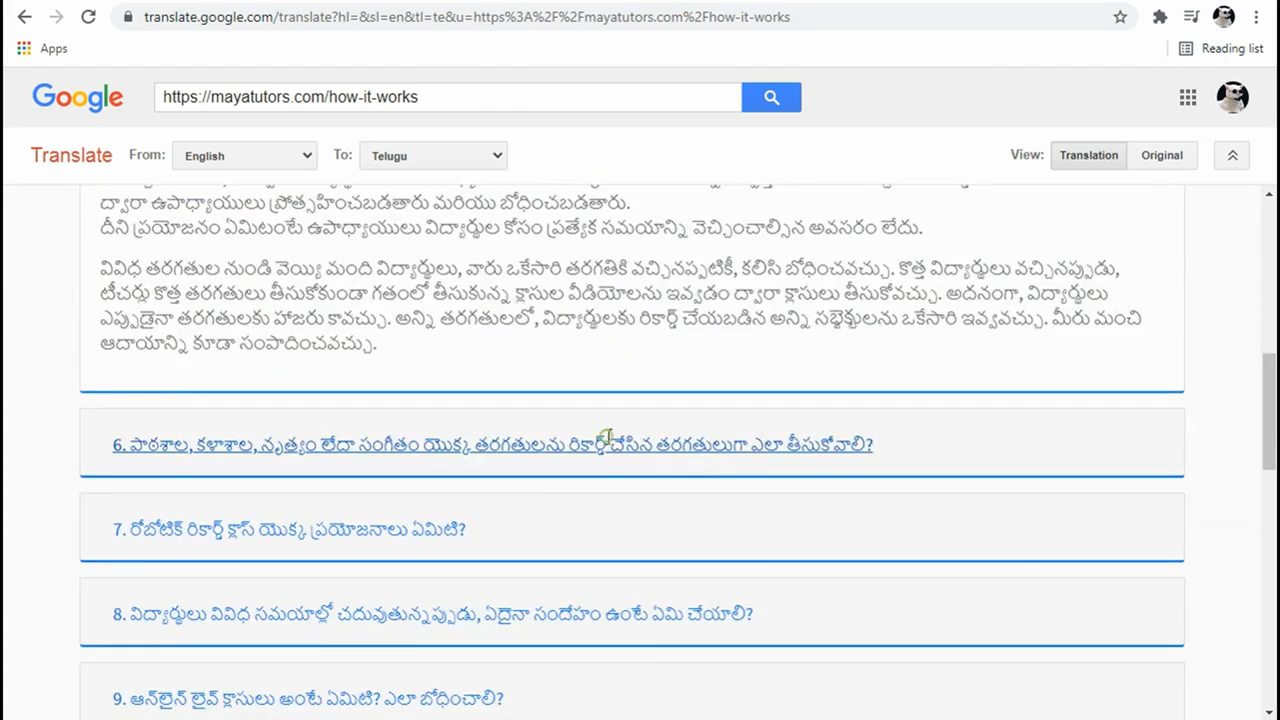 translate.google.com/translate?hl=&sl=en&tl=te&u=https%3A%2F%2Fmayatutors.com%2Fhow-it-works
Apps
Reading list
Google
https://mayatutors.com/how-it-works
Translate From: English To: Telugu View: Translation Original
ద్వారా ఉపాధ్యాయులు ప్రోత్సహించబడతారు మరియు బోధించబడతారు.
దీని ప్రయోజనం ఏమిటంటే ఉపాధ్యాయులు విద్యార్థుల కోసం ప్రత్యేక సమయాన్ని వెచ్చించాల్సిన అవసరం లేదు.
వివిధ తరగతుల నుండి వెయ్యి మంది విద్యార్థులు, వారు ఒకేసారి తరగతికి వచ్చినప్పటికీ, కలిసి బోధించవచ్చు. కొత్త విద్యార్థులు వచ్చినప్పుడు,
టీచర్లు కొత్త తరగతులు తీసుకోకుండా గతంలో తీసుకున్న క్లాసుల వీడియోలను ఇవ్వడం ద్వారా క్లాసులు తీసుకోవచ్చు. అదనంగా, విద్యార్థులు
ఎప్పుడైనా తరగతులకు హాజరు కావచ్చు. అన్ని తరగతులలో, విద్యార్థులకు రికార్డ్ చేయబడిన అన్ని సబ్జెక్టులను ఒకేసారి ఇవ్వవచ్చు. మీరు మంచి
ఆదాయాన్ని కూడా సంపాదించవచ్చు.
6. పాఠశాల, కళాశాల, నృత్యం లేదా సంగీతం యొక్క తరగతులను రికార్డ్ చేసిన తరగతులుగా ఎలా తీసుకోవాలి?
7. రోబోటిక్ రికార్డ్ క్లాస్ యొక్క ప్రయోజనాలు ఏమిటి?
8. విద్యార్థులు వివిధ సమయాల్లో చదువుతున్నప్పుడు, ఏదైనా సందేహం ఉంటే ఏమి చేయాలి?
9. ఆన్‌లైన్ లైవ్ క్లాసులు అంటే ఏమిటి? ఎలా బోధించాలి?